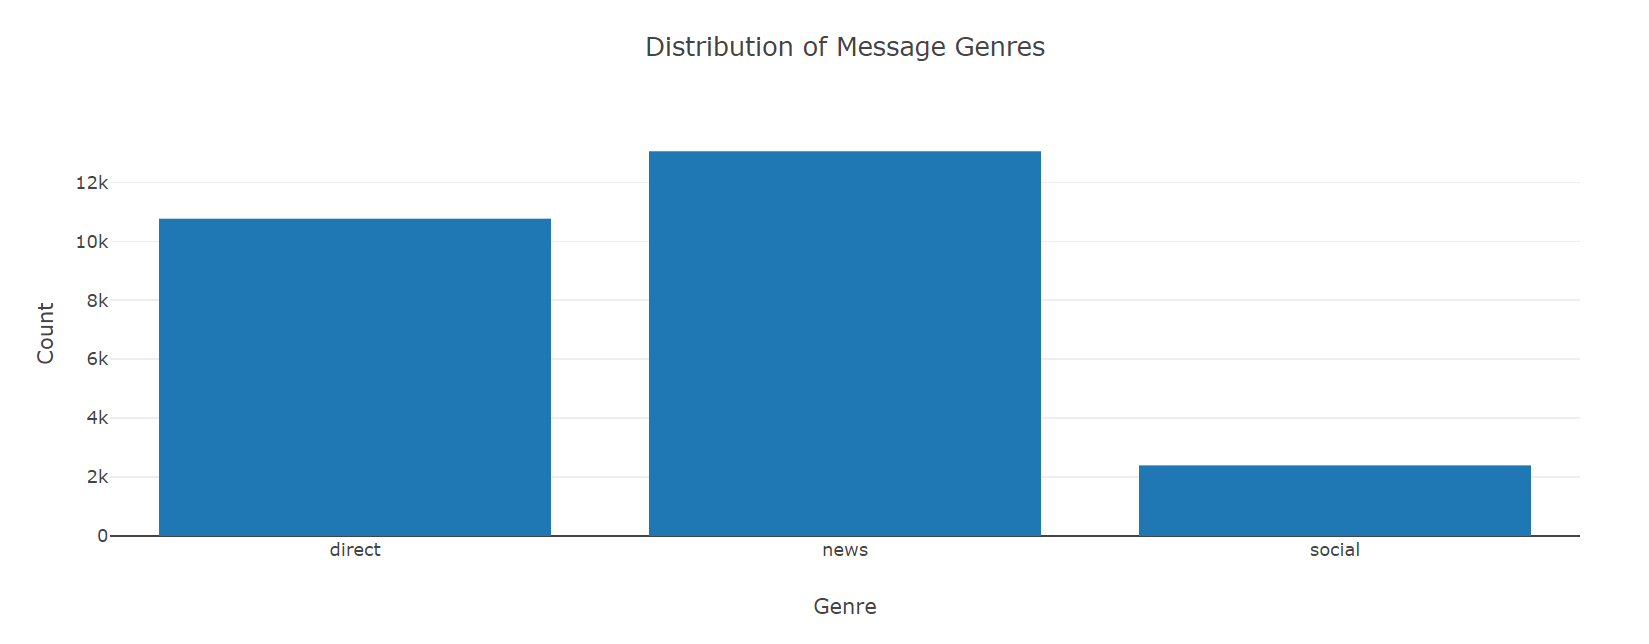 Distribution of Message Genres
12k
10k
8k
6k
4k
2k
0
Count
direct
news
social
Genre